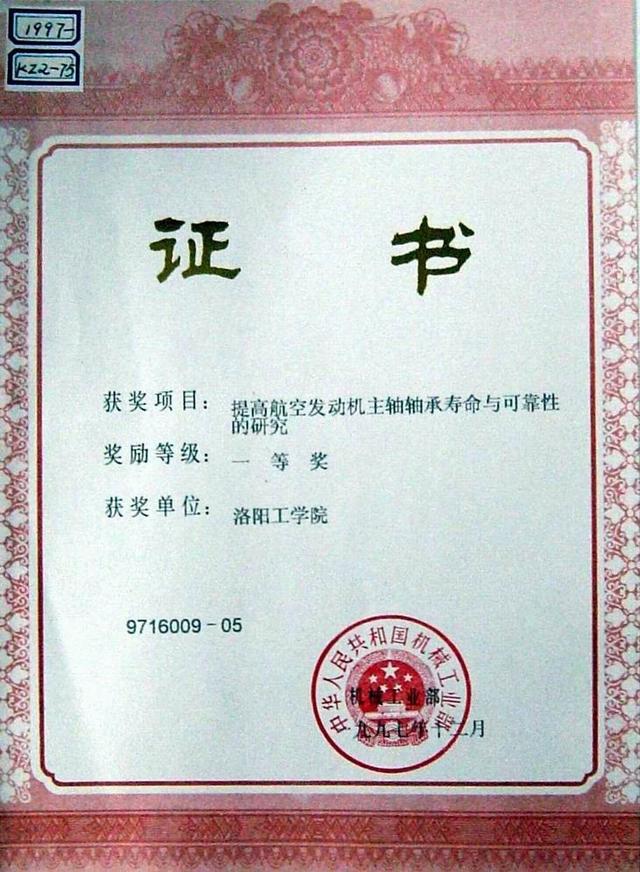 1997-
KZ2-75
证 书
获奖项目： 提高航空发动机主轴轴承寿命与可靠性
的研究
奖励等级： 一 等 奖
获奖单位： 洛阳工学院
9716009－05
中华人民共和国机械工业部
机械工业部
一九九七年十二月